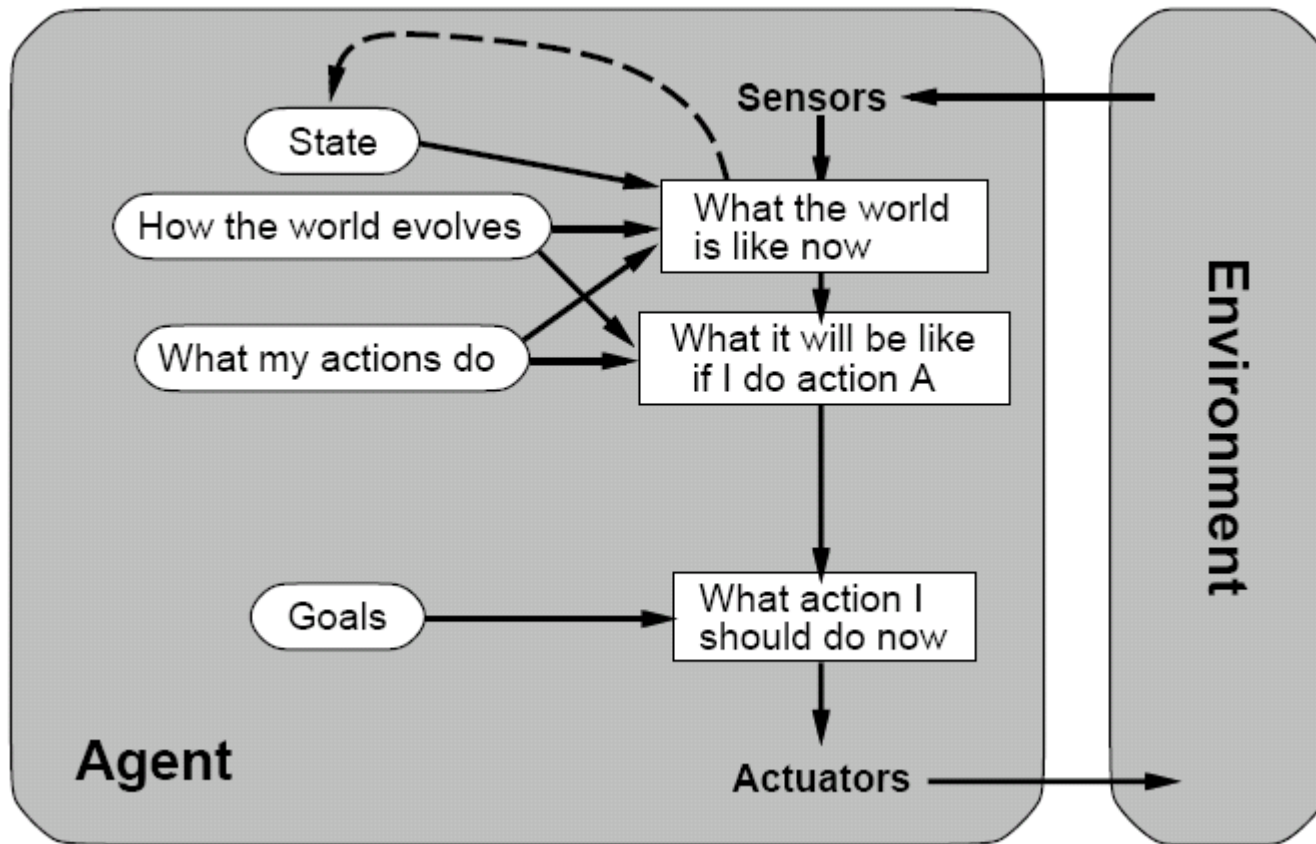 Sensors
State
What the world
is like now
How the world evolves
What it will be like
if I do action A
What my actions do
Environment
What action I
should do now
Goals
Agent
Actuators